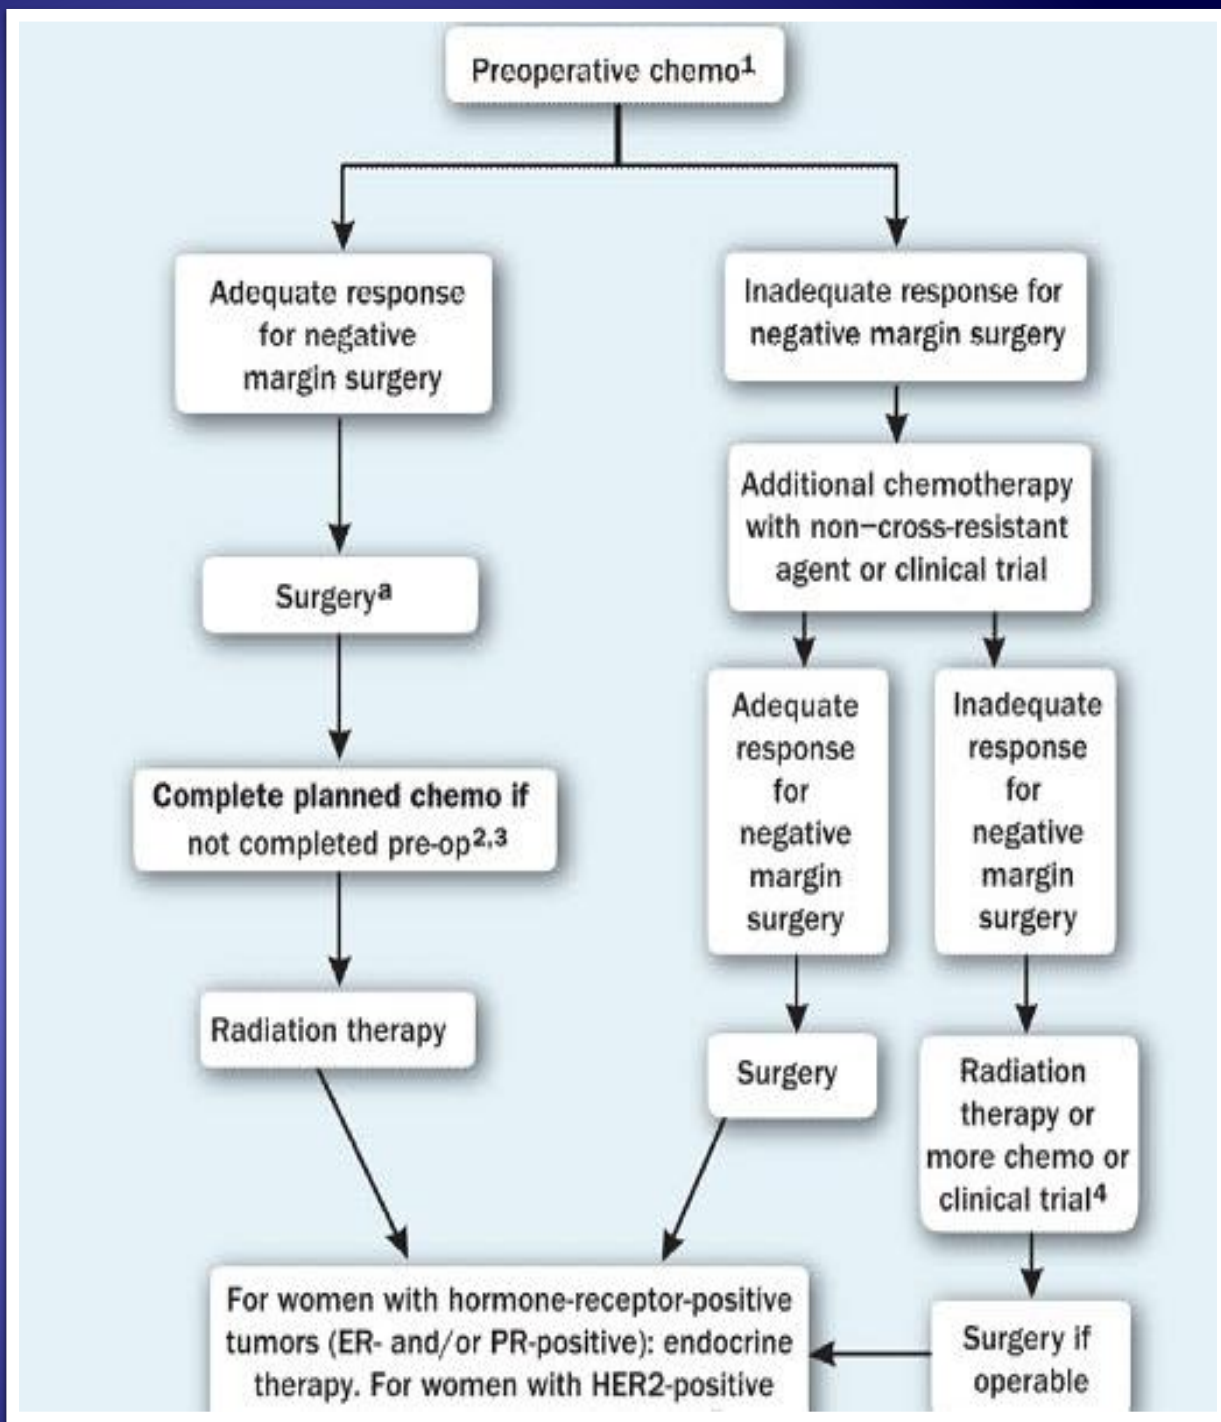 Preoperative chemo1
Adequate response
for negative
margin surgery
Inadequate response for
negative margin surgery
Additional chemotherapy
with non–cross-resistant
agent or clinical trial
Surgerya
Adequate
response
for
negative
margin
surgery
Inadequate
response
for
negative
margin
surgery
Complete planned chemo if
not completed pre-op2,3
Radiation therapy
Surgery
Radiation
therapy or
more chemo or
clinical trial4
For women with hormone-receptor-positive
tumors (ER- and/or PR-positive): endocrine
therapy. For women with HER2-positive
Surgery if
operable